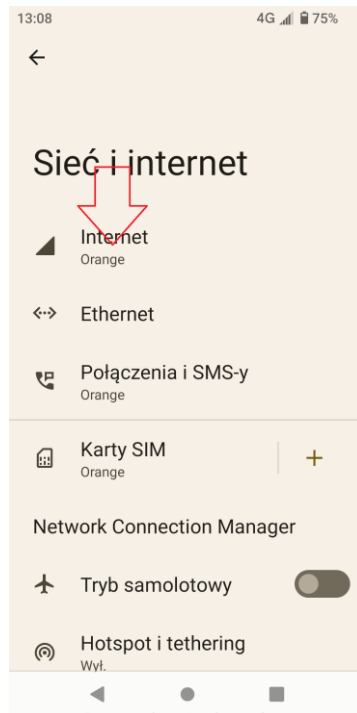 13:08 4G 75%
Sieć i internet
Internet
Orange
Ethernet
Połączenia i SMS-y
Orange
Karty SIM
Orange
Network Connection Manager
Tryb samolotowy
Hotspot i tethering
Wył.